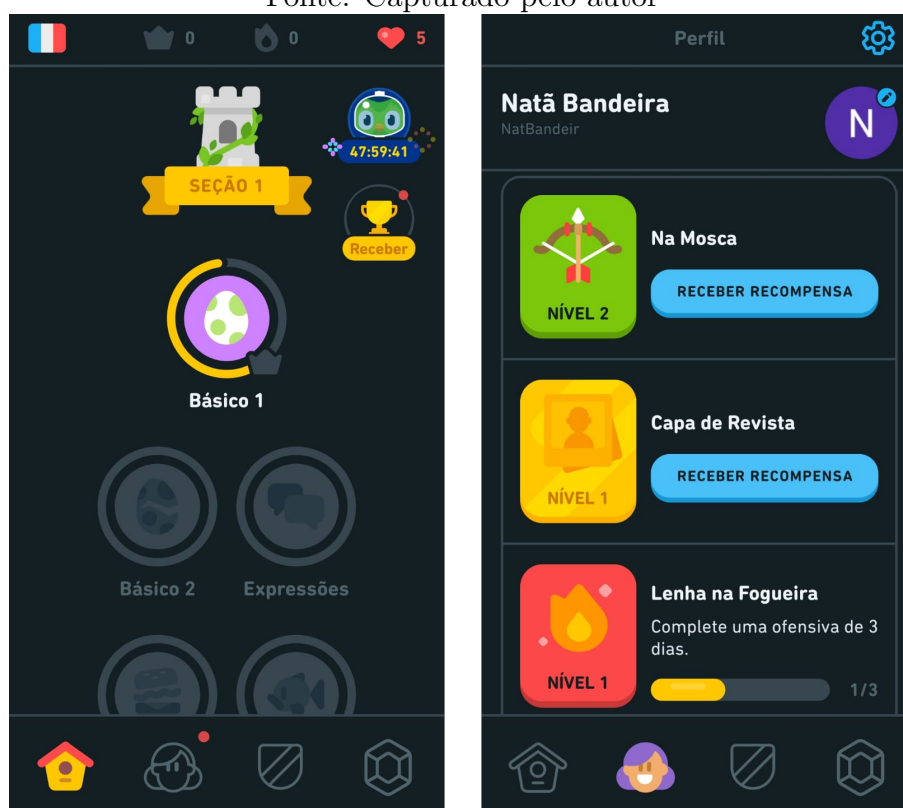 Fonte: Capturado pelo autor
0
0
5
47:59:41
SEÇÃO 1
Receber
Básico 1
Básico 2
Expressões
Perfil
Natã Bandeira
NatBandeir
N
Na Mosca
RECEBER RECOMPENSA
NÍVEL 2
Capa de Revista
RECEBER RECOMPENSA
NÍVEL 1
Lenha na Fogueira
Complete uma ofensiva de 3
dias.
NÍVEL 1
1/3